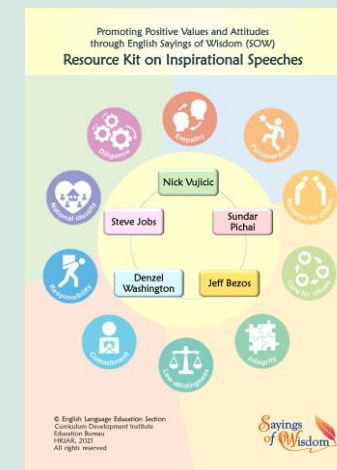 Promoting Positive Values and Attitudes
through English Sayings of Wisdom (SOW)
Resource Kit on Inspirational Speeches
Empathy
Diligence
Perseverance
National identity
Respect for others
Nick Vujicic
Steve Jobs
Sundar
Pichai
Denzel
Washington
Jeff Bezos
Responsibility
Care for others
Commitment
Law-abidingness
Integrity
© English Language Education Section
Curriculum Development Institute
Education Bureau
HKSAR, 2021
All rights reserved
Sayings
of Wisdom